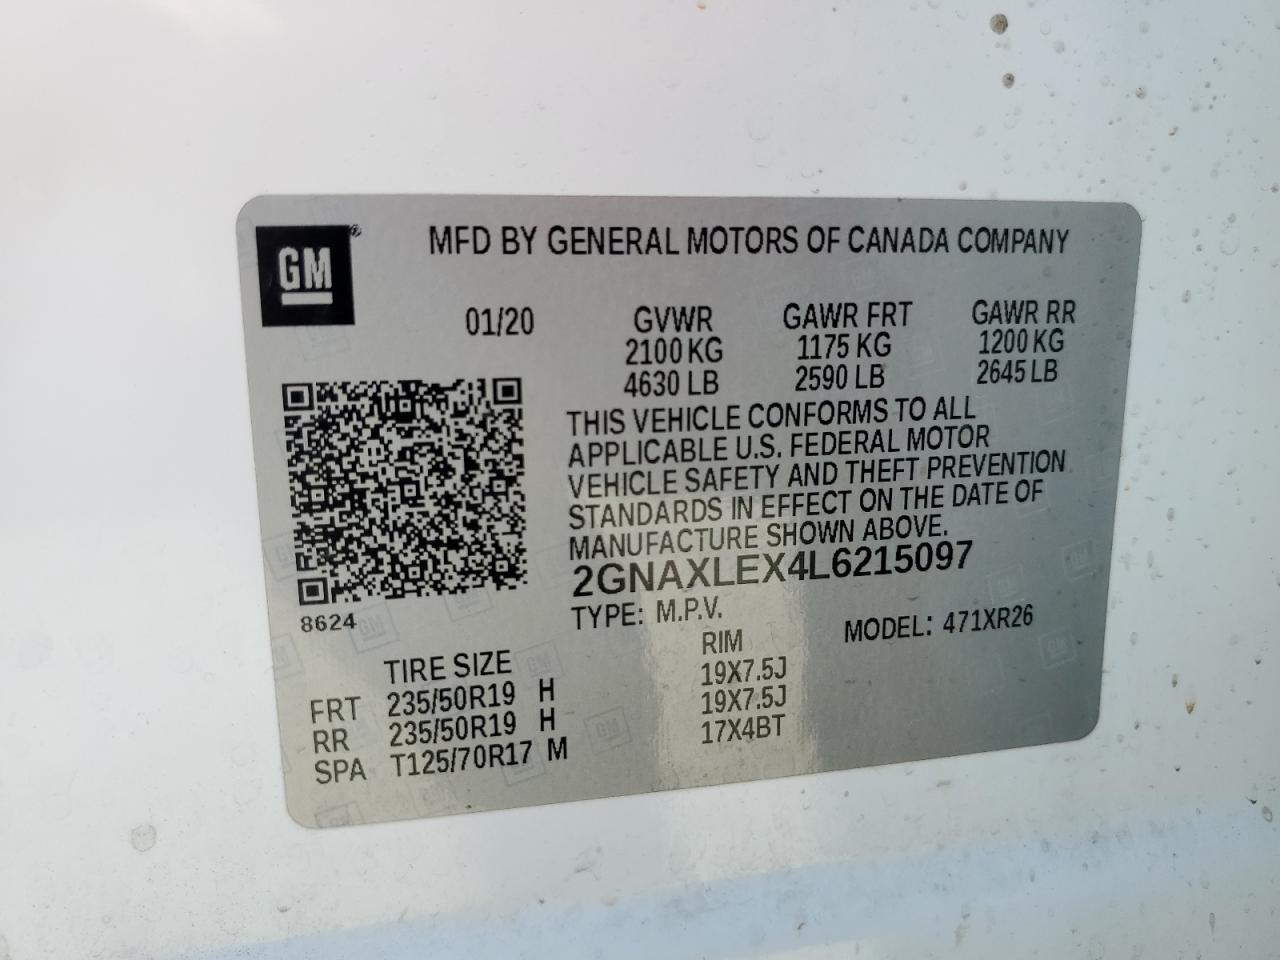 GM®
MFD BY GENERAL MOTORS OF CANADA COMPANY
01/20
GVWR GAWR FRT GAWR RR
2100 KG 1175 KG 1200 KG
4630 LB 2590 LB 2645 LB
THIS VEHICLE CONFORMS TO ALL
APPLICABLE U.S. FEDERAL MOTOR
VEHICLE SAFETY AND THEFT PREVENTION
STANDARDS IN EFFECT ON THE DATE OF
MANUFACTURE SHOWN ABOVE.
2GNAXLEX4L6215097
8624
TYPE: M.P.V. MODEL: 471XR26
TIRE SIZE RIM
FRT 235/50R19 H 19X7.5J
RR 235/50R19 H 19X7.5J
SPA T125/70R17 M 17X4BT